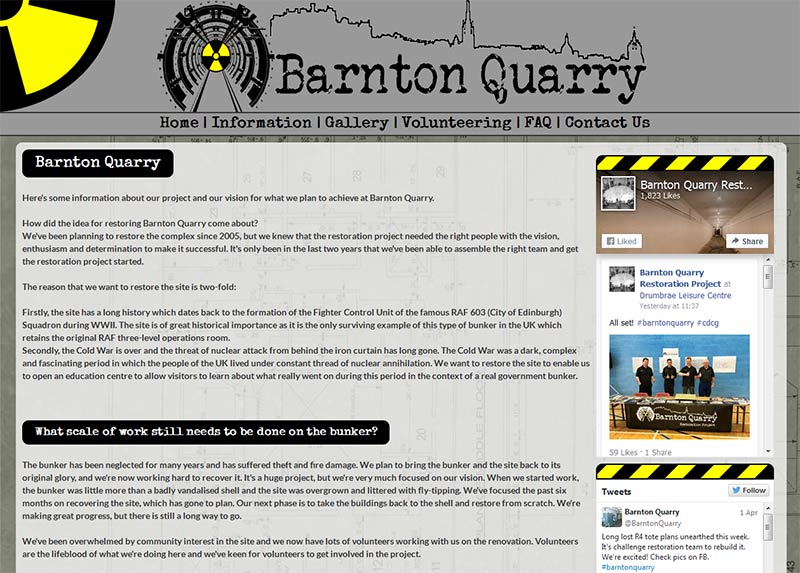 Barnton Quarry
Home | Information | Gallery | Volunteering | FAQ | Contact Us
Barnton Quarry
Here's some information about our project and our vision for what we plan to achieve at Barnton Quarry.
How did the idea for restoring Barnton Quarry come about?
We've been planning to restore the complex since 2005, but we knew that the restoration project needed the right people with the vision,
enthusiasm and determination to make it successful. It's only in the last two years that we've been able to assemble the right team and get
the restoration project started.
The reason that we want to restore the site is two-fold:
Firstly, the site has a long history which dates back to the formation of the Fighter Control Unit of the famous RAF 603 (City of Edinburgh)
Squadron during WWII. The site is of great historical importance as it is the only surviving example of this type of bunker in the UK which
retains the original RAF three-level operations room.
Secondly, the Cold War is over and the threat of nuclear attack from behind the iron curtain has long gone. The Cold War was a dark, complex
and fascinating period in which the people of the UK lived under constant thread of nuclear annihilation. We want to restore the site to enable us
to open an education centre to allow visitors to learn about what really went on during this period in the context of a real government bunker.
What scale of work still needs to be done on the bunker?
The bunker has been neglected for many years and has suffered theft and fire damage. We plan to bring the bunker and the site back to its
original glory, and we're now working hard to recover it. It's a huge project, but we're very much focused on our vision. When we started work,
the bunker was little more than a badly vandalised shell and the site was overgrown and littered with fly-tipping. We've focused the past six
months on recovering the site, which has gone to plan. Our next phase is to take the buildings back to the shell and restore from scratch. We're
making great progress, but there is still a long way to go.
We've been overwhelmed by community interest in the site and we now have lots of volunteers working with us on the renovation. Volunteers
are the lifeblood of what we're doing here and we've keen for volunteers to get involved in the project.
Barnton Quarry Rest...
1,823 Likes
Liked
Share
Barnton Quarry
Restoration Project at
Drumbrae Leisure Centre
Yesterday at 11:37
All set! #barntonquarry #cdcg
Barnton Quarry
Restoration Project
59 Likes · 1 Share
Tweets
Follow
Barnton Quarry 1 Apr
@BarntonQuarry
Long lost R4 tote plans unearthed this week.
It's challenge restoration team to rebuild it.
We're excited! Check pics on FB.
#barntonquarry